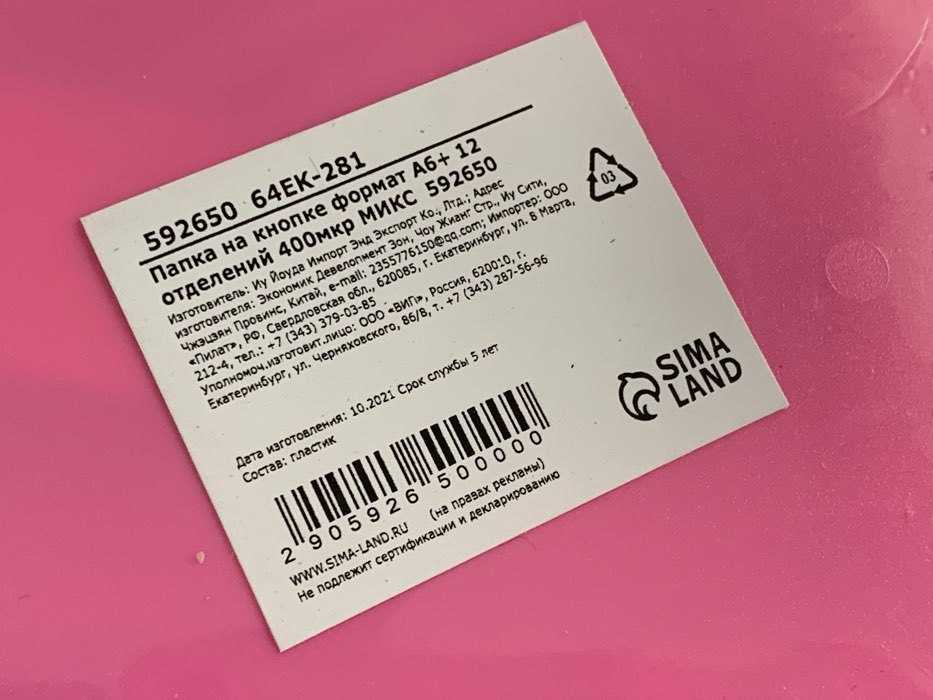 592650 64EK-281
Папка на кнопке формат А6+ 12
отделений 400мкр МИКС 592650
Изготовитель: Иу Йоуда Импорт Энд Экспорт Ко., Лтд.; Адрес
изготовителя: Экономик Девелопмент Зон, Чоу Жианг Стр., Иу Сити,
Чжэцзян Провинс, Китай, e-mail: 2355776150@qq.com; Импортер: ООО
«Пилат», РФ, Свердловская обл., 620085, г. Екатеринбург, ул. 8 Марта,
212-4, тел.: +7 (343) 379-03-85
Уполномоч.изготовит.лицо: ООО «ВИГ», Россия, 620010, г.
Екатеринбург, ул. Черняховского, 86/8, т. +7 (343) 287-56-96
03
Дата изготовления: 10.2021 Срок службы 5 лет
Состав: пластик
SIMA
LAND
2 905926 500000
WWW.SIMA-LAND.RU (на правах рекламы)
Не подлежит сертификации и декларированию